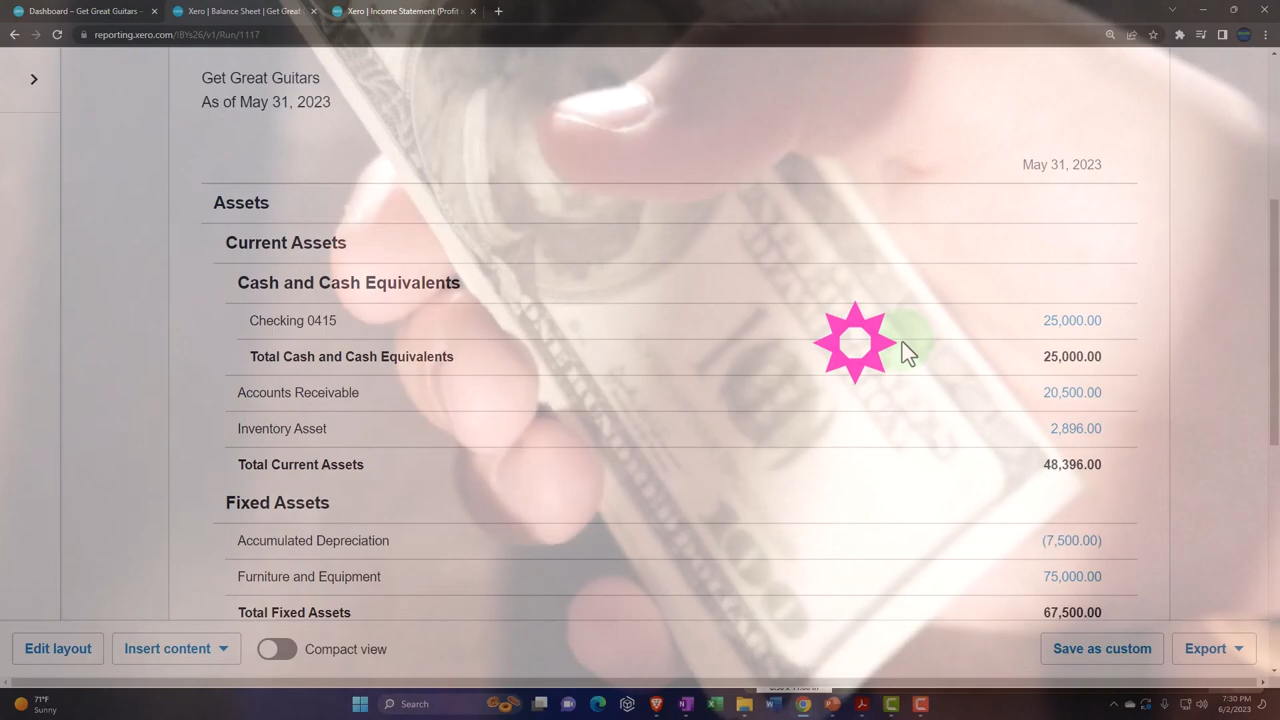 Dashboard – Get Great Guitars –
Xero | Balance Sheet | Get Great
Xero | Income Statement (Profit a
reporting.xero.com/!BYs26/v1/Run/1117
Get Great Guitars
As of May 31, 2023
May 31, 2023
Assets
Current Assets
Cash and Cash Equivalents
Checking 0415 25,000.00
Total Cash and Cash Equivalents 25,000.00
Accounts Receivable 20,500.00
Inventory Asset 2,896.00
Total Current Assets 48,396.00
Fixed Assets
Accumulated Depreciation (7,500.00)
Furniture and Equipment 75,000.00
Total Fixed Assets 67,500.00
Edit layout Insert content Compact view Save as custom Export
71°F
Sunny
Search
7:30 PM
6/2/2023